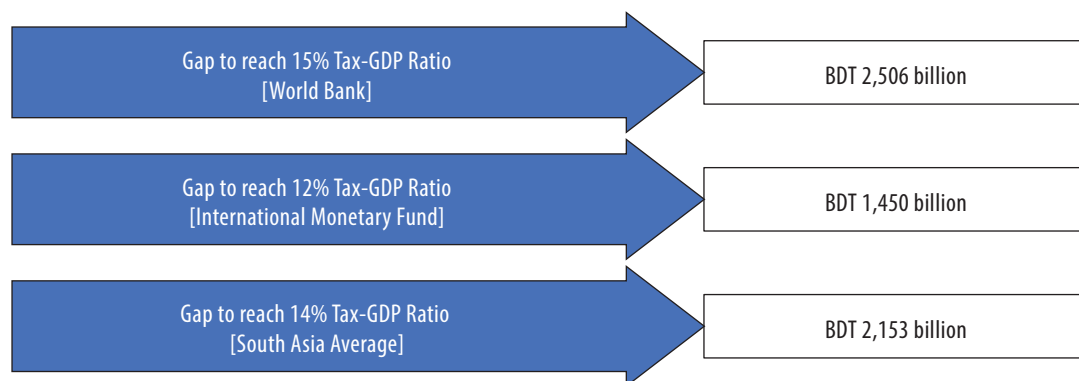 Gap to reach 15% Tax-GDP Ratio
[World Bank]
BDT 2,506 billion
Gap to reach 12% Tax-GDP Ratio
[International Monetary Fund]
BDT 1,450 billion
Gap to reach 14% Tax-GDP Ratio
[South Asia Average]
BDT 2,153 billion